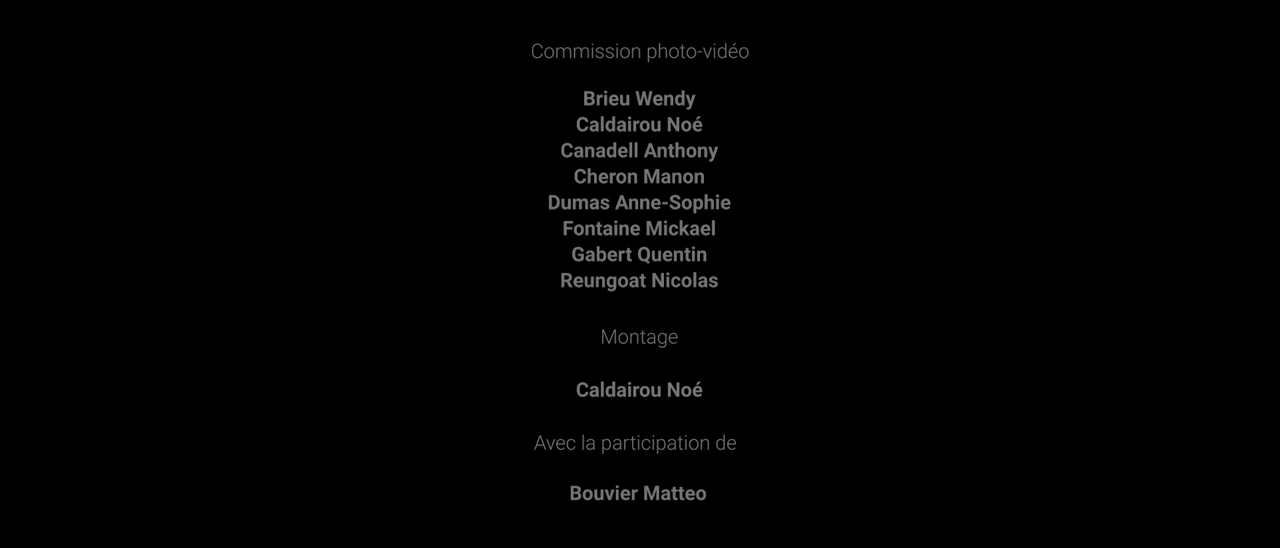 Commission photo-vidéo
Brieu Wendy
Caldairou Noé
Canadell Anthony
Cheron Manon
Dumas Anne-Sophie
Fontaine Mickael
Gabert Quentin
Reungoat Nicolas
Montage
Caldairou Noé
Avec la participation de
Bouvier Matteo